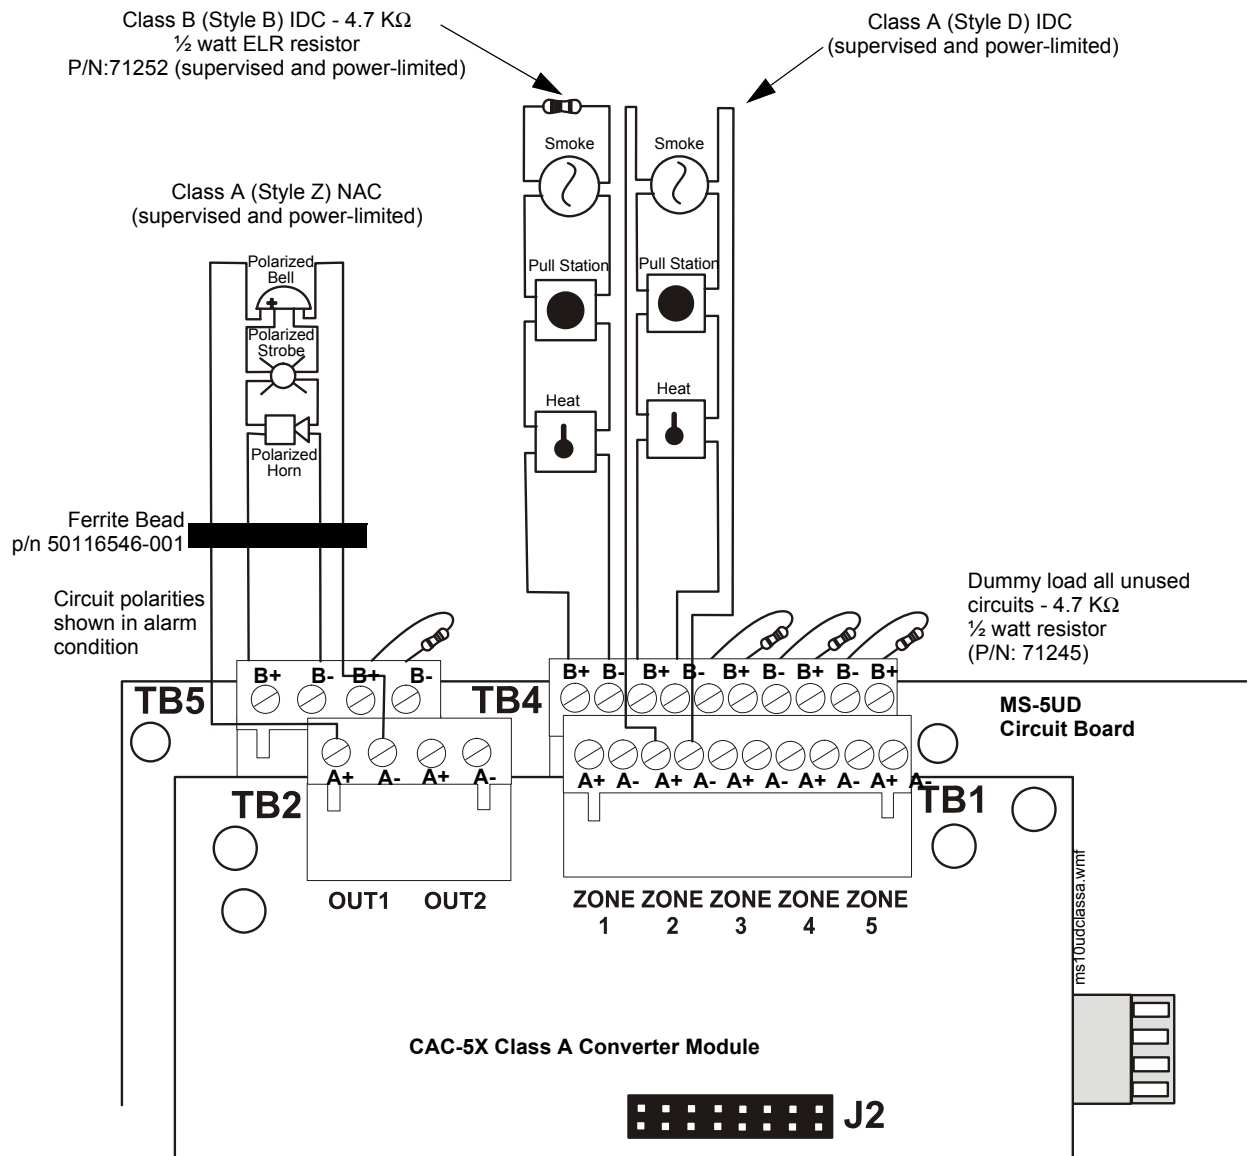 Class B (Style B) IDC - 4.7 KΩ
½ watt ELR resistor
P/N:71252 (supervised and power-limited)
Class A (Style D) IDC
(supervised and power-limited)
Smoke
Smoke
Class A (Style Z) NAC
(supervised and power-limited)
Polarized
Bell
+
Polarized
Strobe
Polarized
Horn
Pull Station
Pull Station
Heat
Heat
Ferrite Bead
p/n 50116546-001
Circuit polarities
shown in alarm
condition
Dummy load all unused
circuits - 4.7 KΩ
½ watt resistor
(P/N: 71245)
TB5
B+ B- B+ B-
TB4
B+ B- B+ B- B+ B- B+ B- B+
MS-5UD
Circuit Board
TB2
A+ A- A+ A-
A+ A- A+ A- A+ A- A+ A- A+ A-
TB1
OUT1 OUT2
ZONE ZONE ZONE ZONE ZONE
1 2 3 4 5
ms10udclassa.wmf
CAC-5X Class A Converter Module
J2